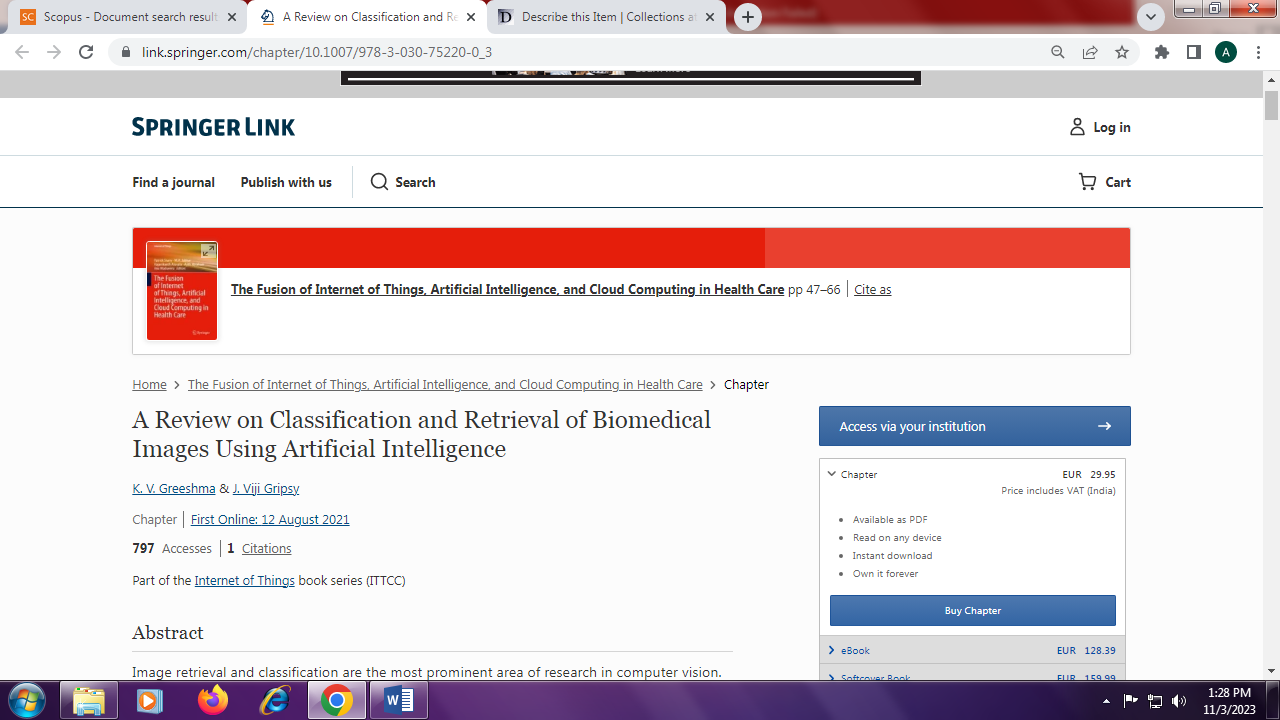 Scopus - Document search result
A Review on Classification and Re
Describe this Item | Collections a
link.springer.com/chapter/10.1007/978-3-030-75220-0_3
A
SPRINGER LINK
Log in
Find a journal
Publish with us
Search
Cart
The Fusion of Internet of Things, Artificial Intelligence, and Cloud Computing in Health Care
The Fusion of Internet of Things, Artificial Intelligence, and Cloud Computing in Health Care pp 47–66 | Cite as
Home > The Fusion of Internet of Things, Artificial Intelligence, and Cloud Computing in Health Care > Chapter
A Review on Classification and Retrieval of Biomedical
Images Using Artificial Intelligence
K. V. Greeshma & J. Viji Gripsy
Chapter | First Online: 12 August 2021
797 Accesses | 1 Citations
Part of the Internet of Things book series (ITTCC)
Abstract
Image retrieval and classification are the most prominent area of research in computer vision.
Access via your institution
Chapter EUR 29.95
Price includes VAT (India)
Available as PDF
Read on any device
Instant download
Own it forever
Buy Chapter
eBook EUR 128.39
Softcover Book EUR 159.99
1:28 PM
11/3/2023